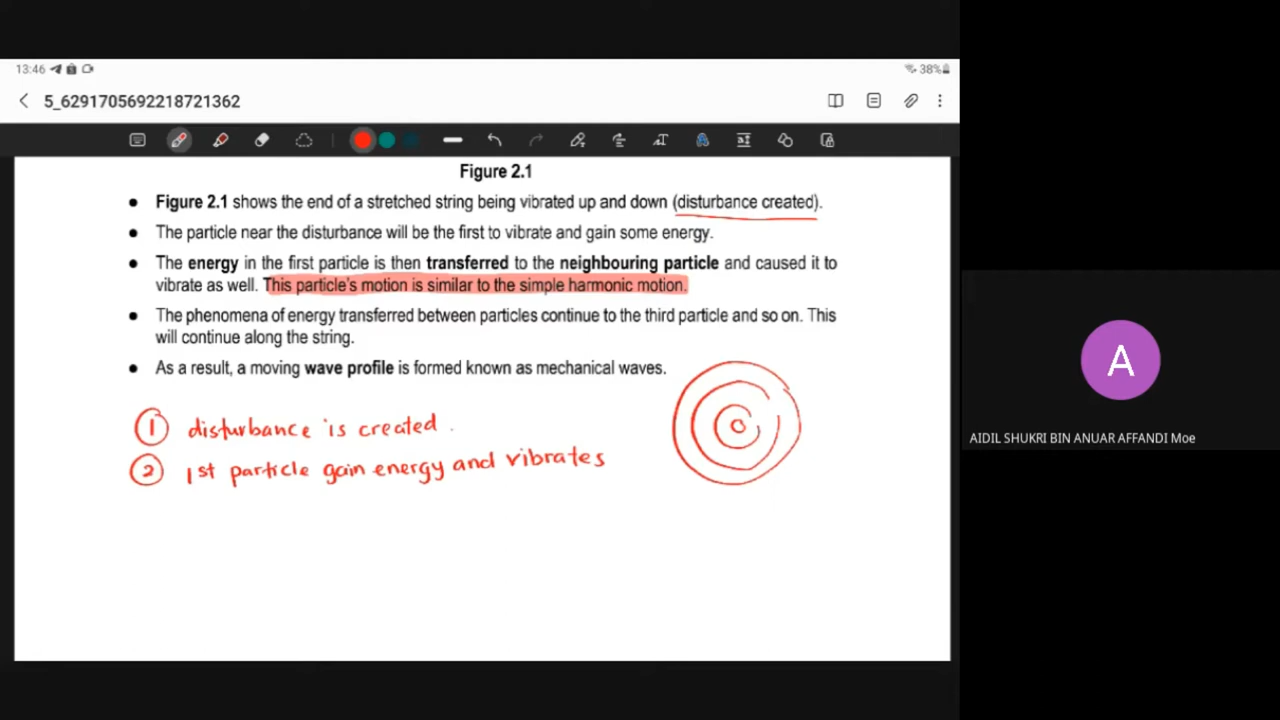 13:46
38%
5_6291705692218721362
Figure 2.1
● Figure 2.1 shows the end of a stretched string being vibrated up and down (disturbance created).
● The particle near the disturbance will be the first to vibrate and gain some energy.
● The energy in the first particle is then transferred to the neighbouring particle and caused it to
vibrate as well. This particle's motion is similar to the simple harmonic motion.
● The phenomena of energy transferred between particles continue to the third particle and so on. This
will continue along the string.
● As a result, a moving wave profile is formed known as mechanical waves.
① disturbance is created.
② 1st particle gain energy and vibrates
A
AIDIL SHUKRI BIN ANUAR AFFANDI Moe